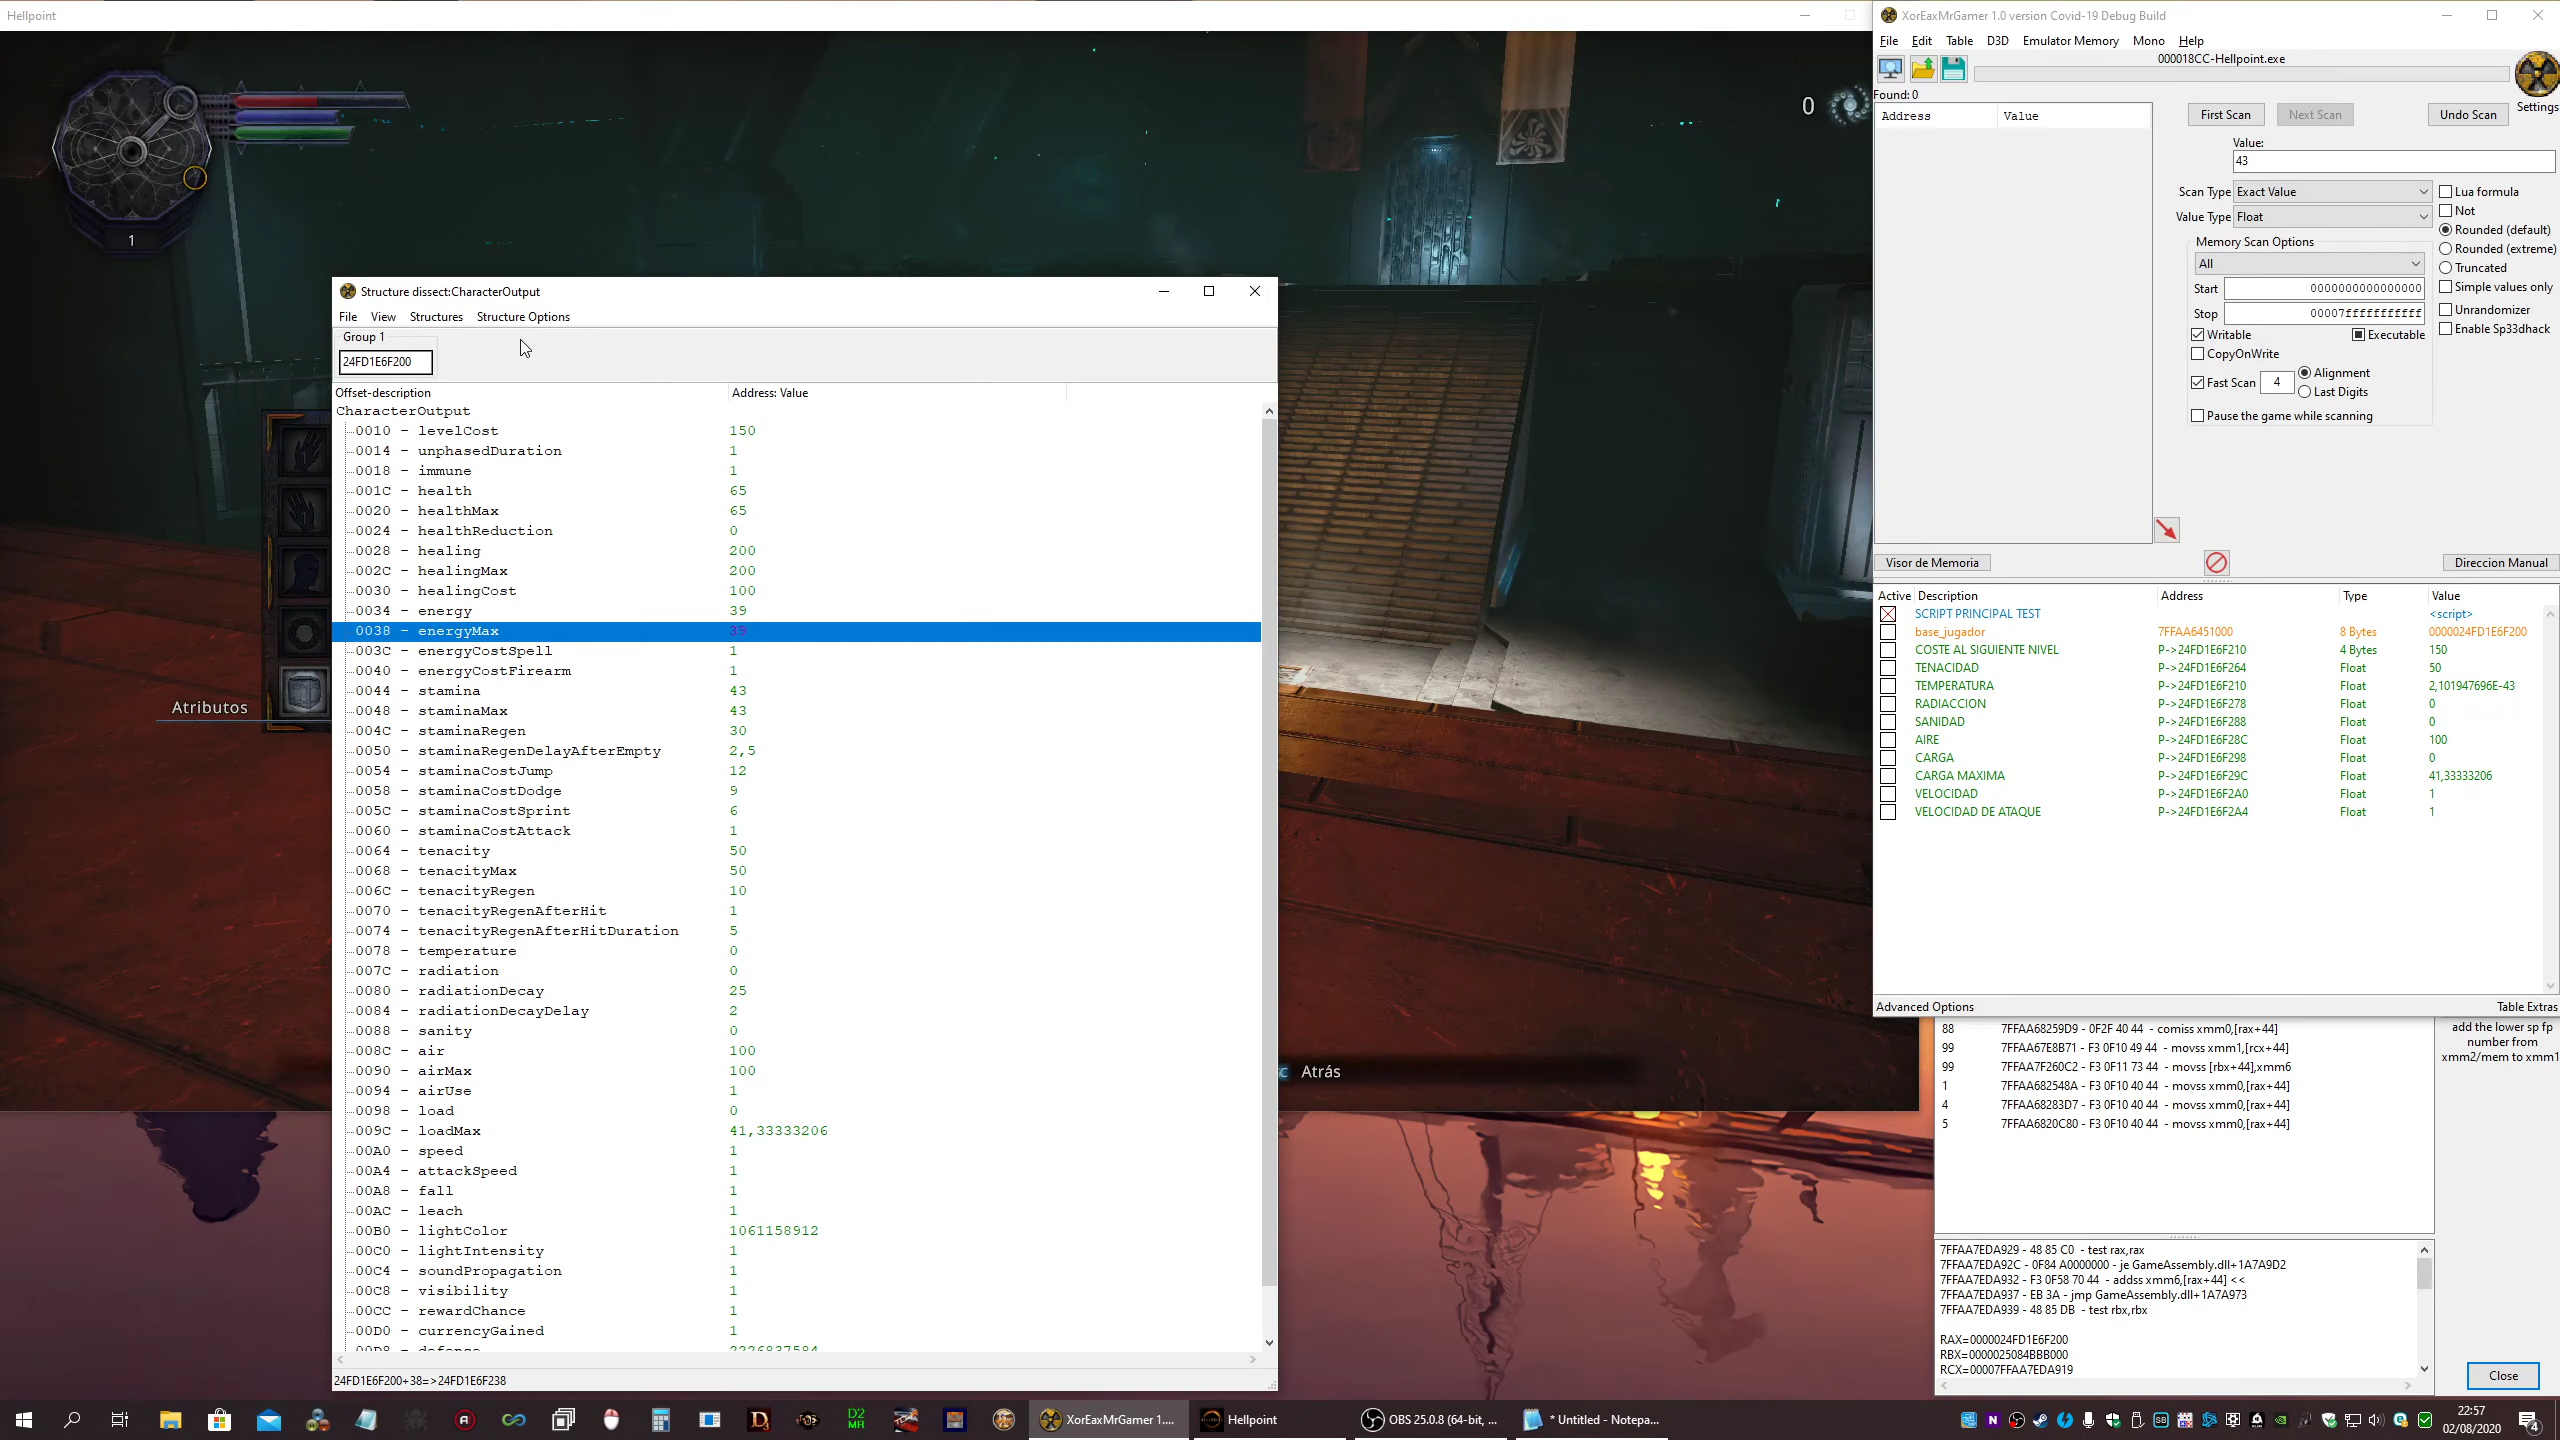 Hellpoint
1
0
Atributos
Atrás
Structure dissect:CharacterOutput
File View Structures Structure Options
Group 1
24FD1E6F200
Offset-description Address: Value
CharacterOutput
0010 - levelCost 150
0014 - unphasedDuration 1
0018 - immune 1
001C - health 65
0020 - healthMax 65
0024 - healthReduction 0
0028 - healing 200
002C - healingMax 200
0030 - healingCost 100
0034 - energy 39
0038 - energyMax 39
003C - energyCostSpell 1
0040 - energyCostFirearm 1
0044 - stamina 43
0048 - staminaMax 43
004C - staminaRegen 30
0050 - staminaRegenDelayAfterEmpty 2,5
0054 - staminaCostJump 12
0058 - staminaCostDodge 9
005C - staminaCostSprint 6
0060 - staminaCostAttack 1
0064 - tenacity 50
0068 - tenacityMax 50
006C - tenacityRegen 10
0070 - tenacityRegenAfterHit 1
0074 - tenacityRegenAfterHitDuration 5
0078 - temperature 0
007C - radiation 0
0080 - radiationDecay 25
0084 - radiationDecayDelay 2
0088 - sanity 0
008C - air 100
0090 - airMax 100
0094 - airUse 1
0098 - load 0
009C - loadMax 41,33333206
00A0 - speed 1
00A4 - attackSpeed 1
00A8 - fall 1
00AC - leach 1
00B0 - lightColor 1061158912
00C0 - lightIntensity 1
00C4 - soundPropagation 1
00C8 - visibility 1
00CC - rewardChance 1
00D0 - currencyGained 1
24FD1E6F200+38=>24FD1E6F238
XorEaxMrGamer 1.0 version Covid-19 Debug Build
File Edit Table D3D Emulator Memory Mono Help
000018CC-Hellpoint.exe
Found: 0
Settings
Address Value
First Scan Next Scan Undo Scan
Value:
43
Scan Type Exact Value
Value Type Float
Lua formula
Not
Rounded (default)
Rounded (extreme)
Truncated
Simple values only
Unrandomizer
Enable Sp33dhack
Memory Scan Options
All
Start 0000000000000000
Stop 00007fffffffffff
Writable Executable
CopyOnWrite
Fast Scan 4 Alignment
Last Digits
Pause the game while scanning
Visor de Memoria Direccion Manual
Active Description Address Type Value
SCRIPT PRINCIPAL TEST <script>
base_jugador 7FFAA6451000 8 Bytes 0000024FD1E6F200
COSTE AL SIGUIENTE NIVEL P->24FD1E6F210 4 Bytes 150
TENACIDAD P->24FD1E6F264 Float 50
TEMPERATURA P->24FD1E6F210 Float 2,101947696E-43
RADIACCION P->24FD1E6F278 Float 0
SANIDAD P->24FD1E6F288 Float 0
AIRE P->24FD1E6F28C Float 100
CARGA P->24FD1E6F298 Float 0
CARGA MAXIMA P->24FD1E6F29C Float 41,33333206
VELOCIDAD P->24FD1E6F2A0 Float 1
VELOCIDAD DE ATAQUE P->24FD1E6F2A4 Float 1
Advanced Options Table Extras
88 7FFAA68259D9 - 0F2F 40 44 - comiss xmm0,[rax+44]
99 7FFAA67E8B71 - F3 0F10 49 44 - movss xmm1,[rcx+44]
99 7FFAA7F260C2 - F3 0F11 73 44 - movss [rbx+44],xmm6
1 7FFAA682548A - F3 0F10 40 44 - movss xmm0,[rax+44]
4 7FFAA68283D7 - F3 0F10 40 44 - movss xmm0,[rax+44]
5 7FFAA6820C80 - F3 0F10 40 44 - movss xmm0,[rax+44]
add the lower sp fp
number from
xmm2/mem to xmm1
7FFAA7EDA929 - 48 85 C0 - test rax,rax
7FFAA7EDA92C - 0F84 A0000000 - je GameAssembly.dll+1A7A9D2
7FFAA7EDA932 - F3 0F58 70 44 - addss xmm6,[rax+44] <<
7FFAA7EDA937 - EB 3A - jmp GameAssembly.dll+1A7A973
7FFAA7EDA939 - 48 85 DB - test rbx,rbx
RAX=0000024FD1E6F200
RBX=0000025084BBB000
RCX=00007FFAA7EDA919
Close
XorEaxMrGamer 1.... Hellpoint OBS 25.0.8 (64-bit, ... * Untitled - Notepa...
22:57
02/08/2020
4